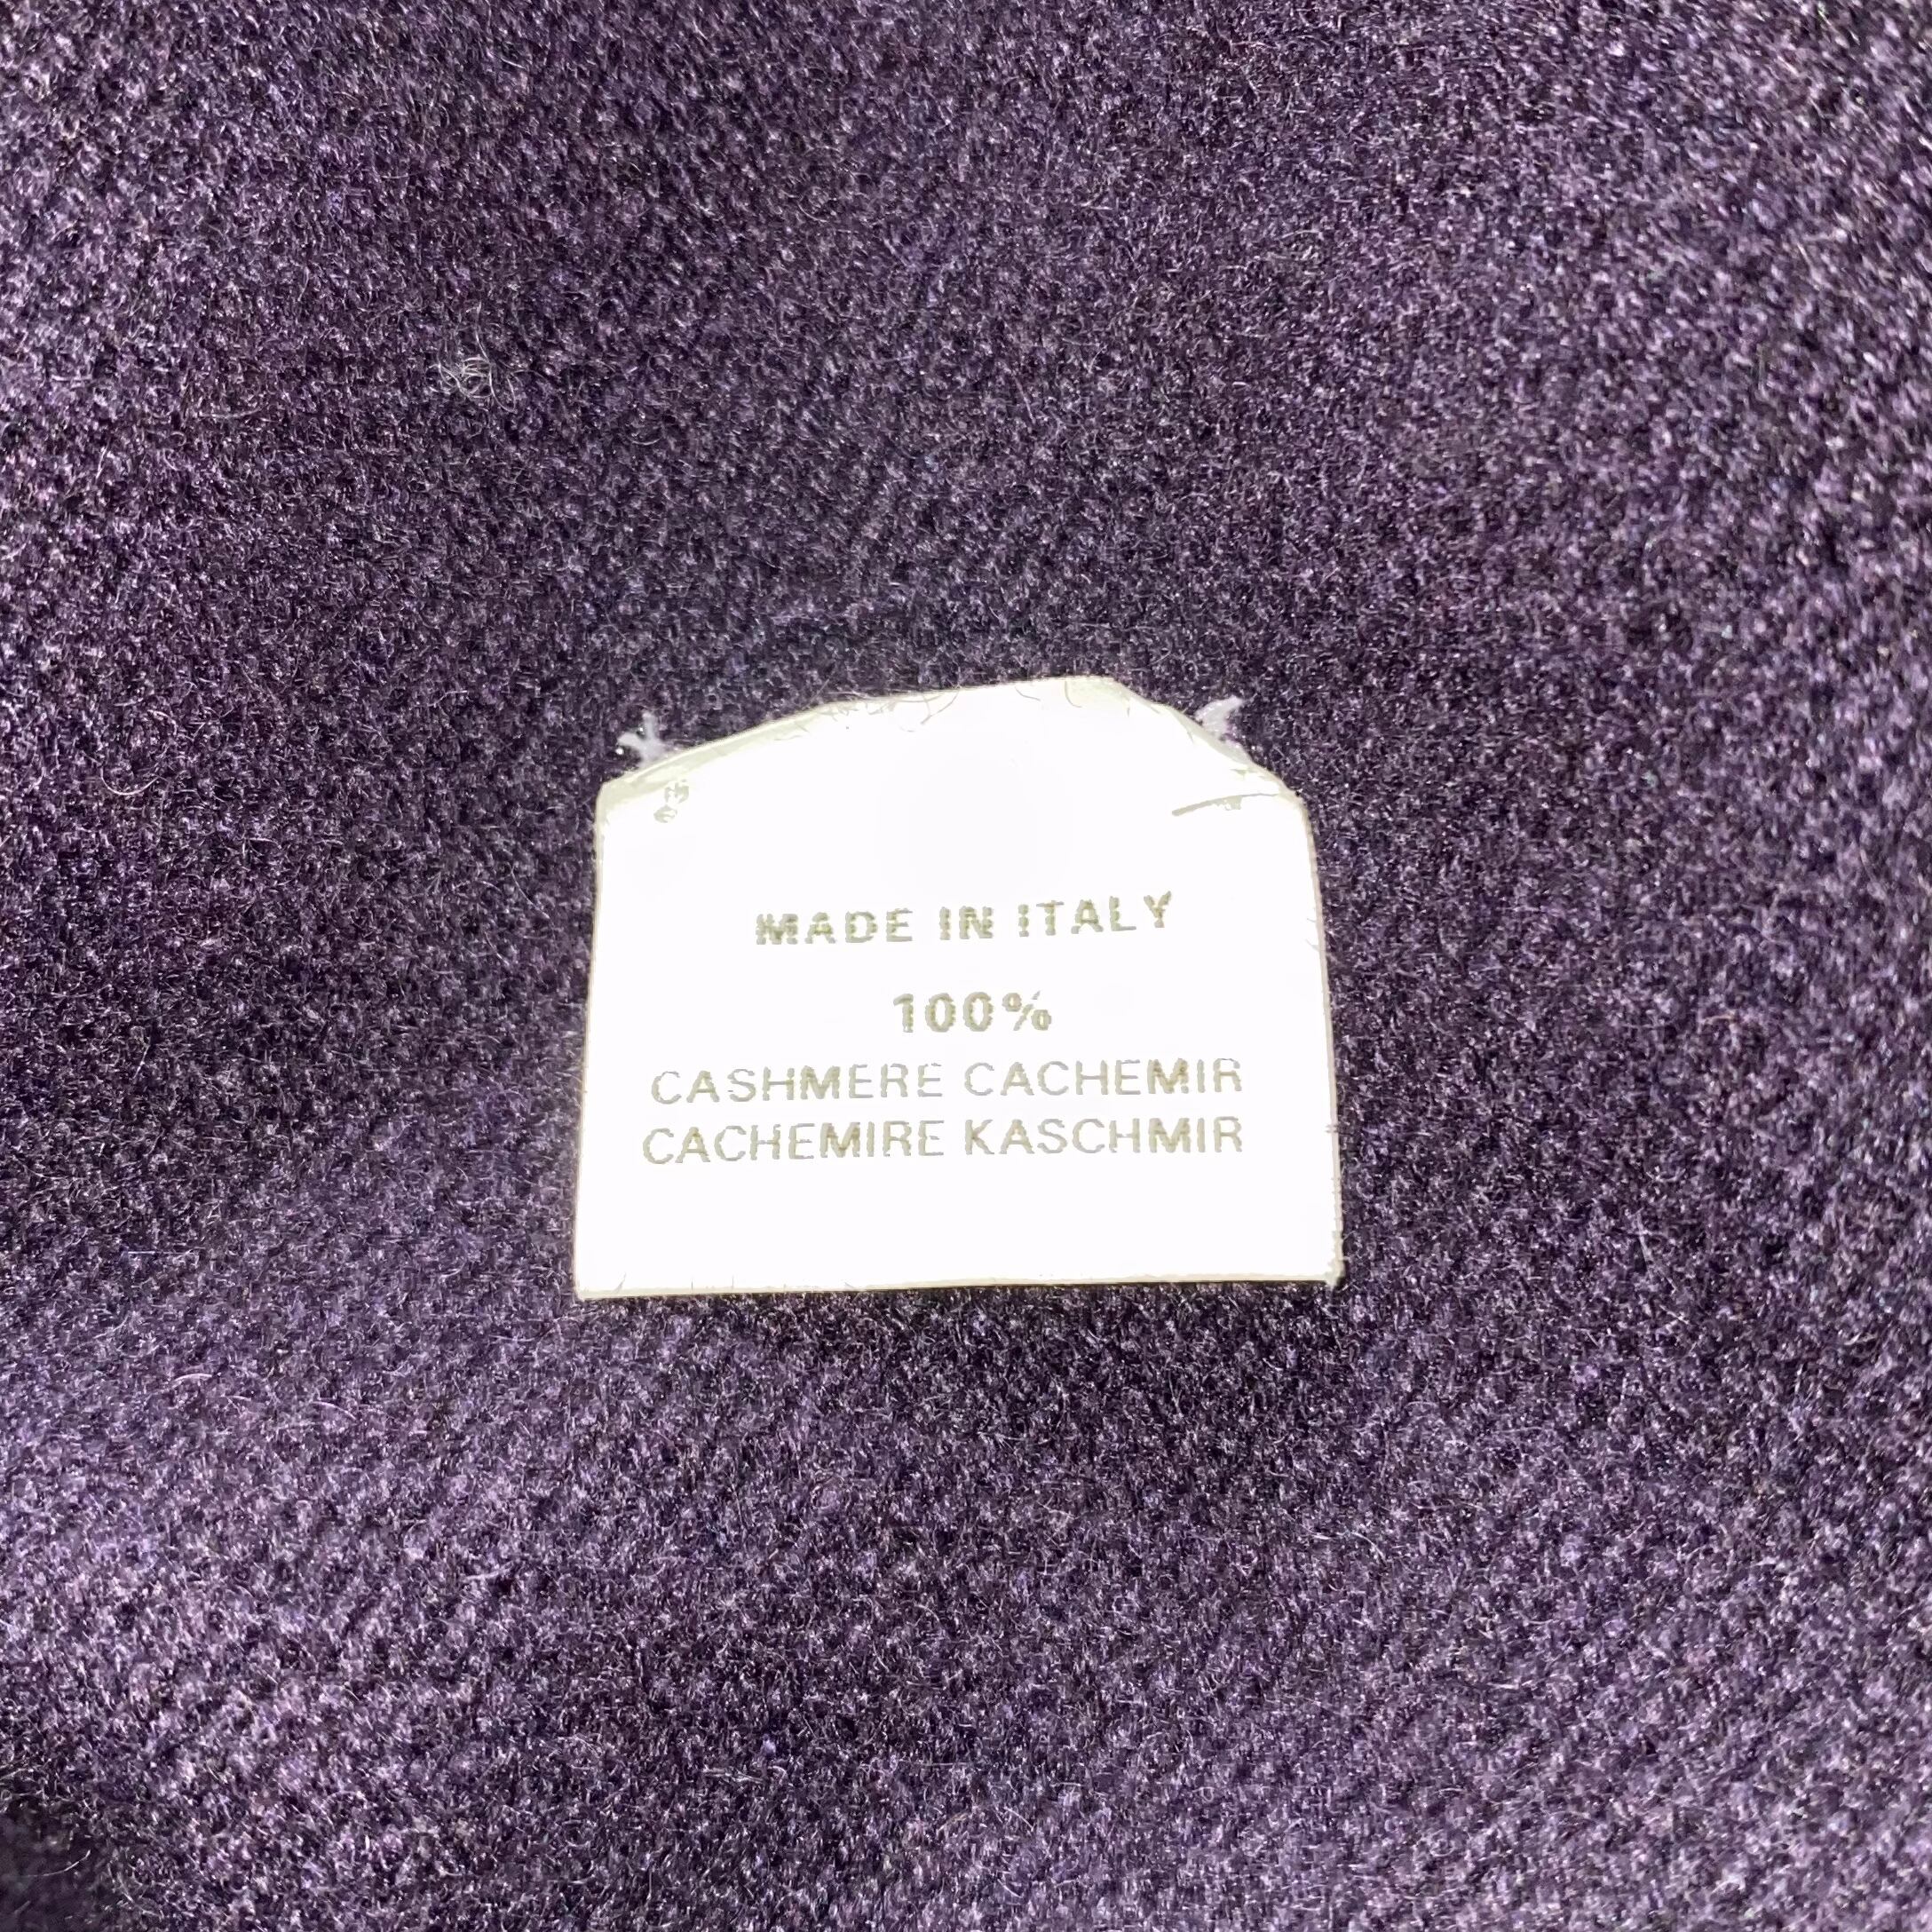 MADE IN ITALY
100%
CASHMERE CACHEMIR
CACHEMIRE KASCHMIR